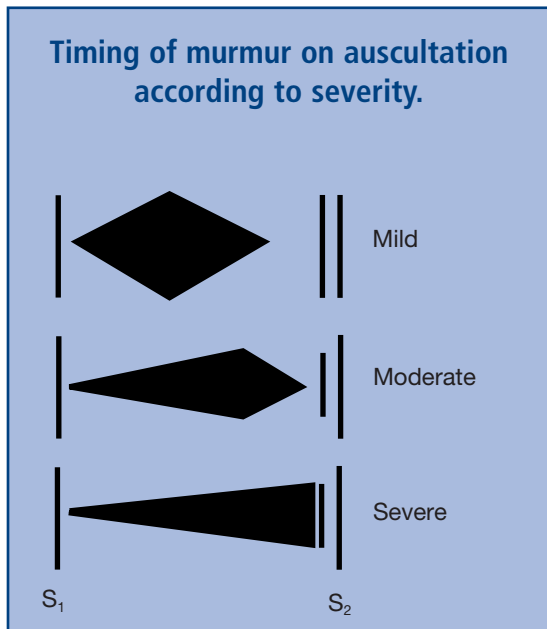 Timing of murmur on auscultation
according to severity.
Mild
Moderate
Severe
S₁ S₂